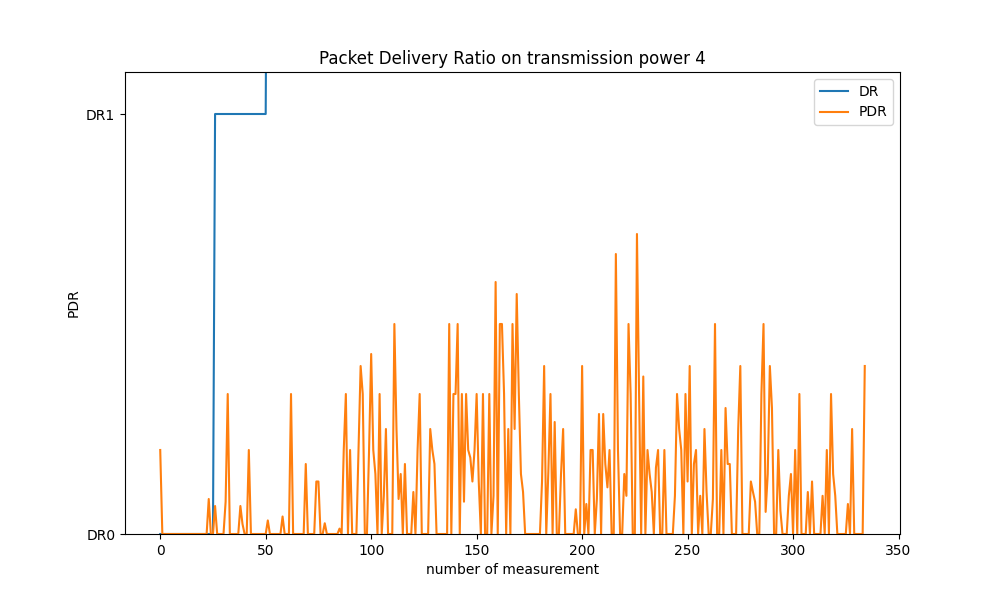 Packet Delivery Ratio on transmission power 4
DR
PDR
DR1
PDR
DR0
0 50 100 150 200 250 300 350
number of measurement